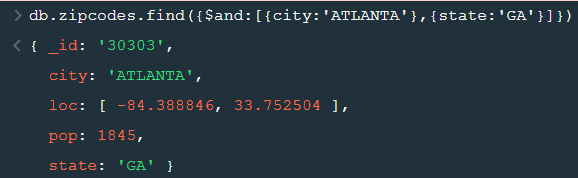 > db.zipcodes.find({$and:[{city:'ATLANTA'},{state:'GA'}]})
< { _id: '30303',
city: 'ATLANTA',
loc: [ -84.388846, 33.752504 ],
pop: 1845,
state: 'GA' }